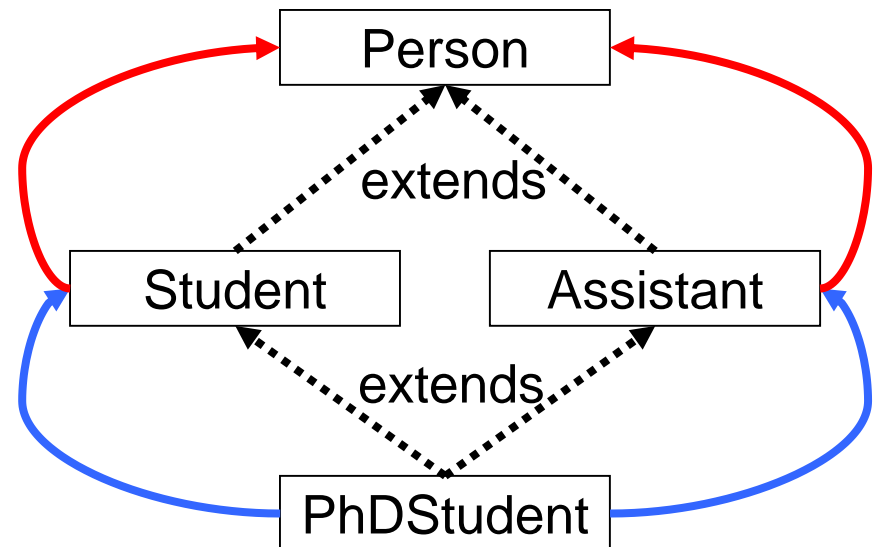 Person
extends
Student
Assistant
extends
PhDStudent